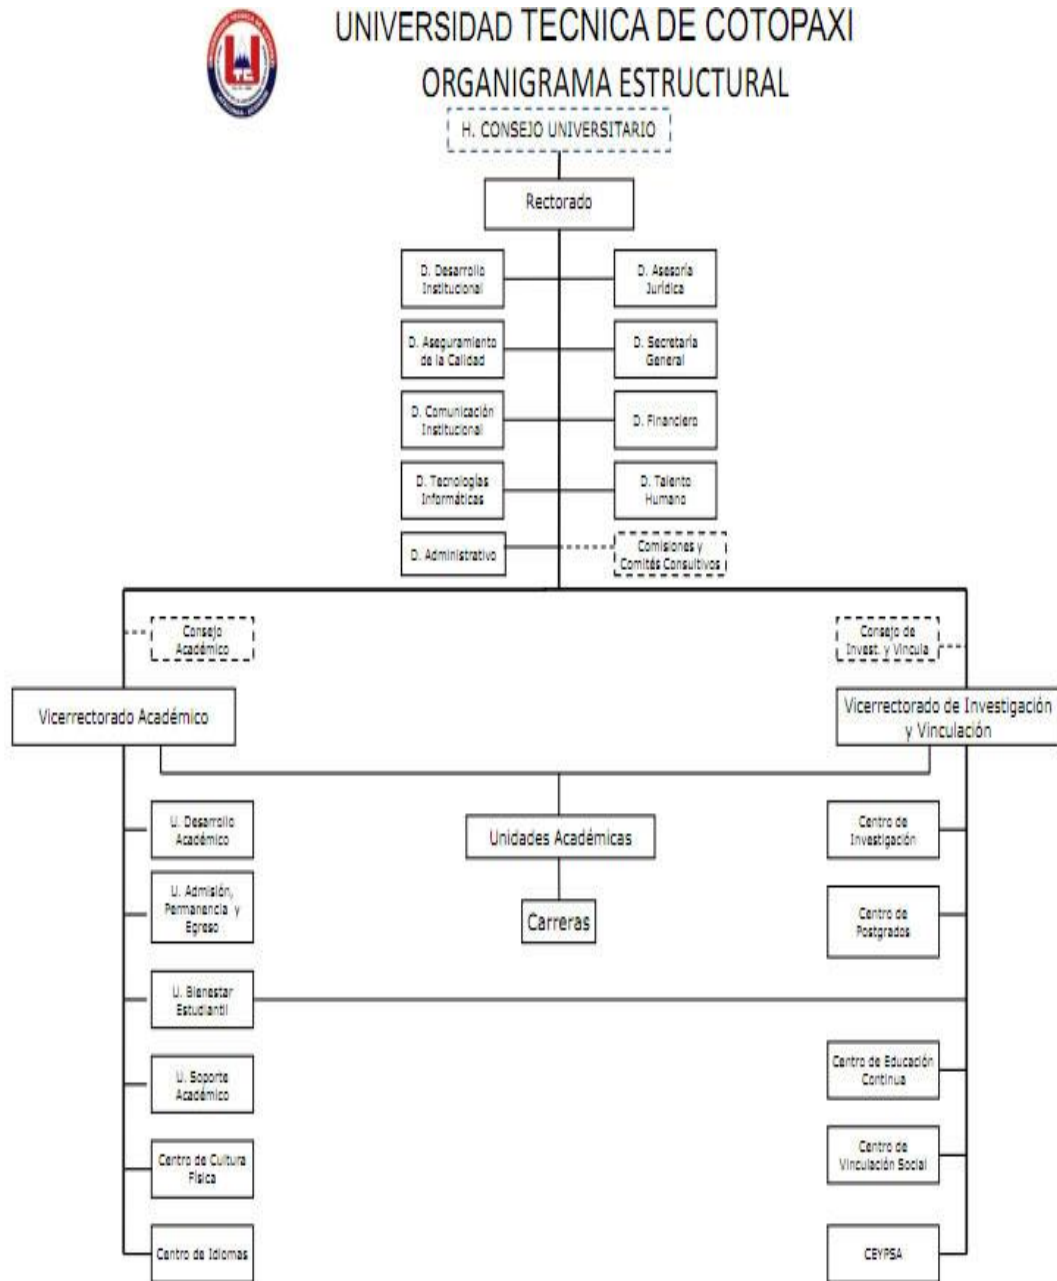 UNIVERSIDAD TECNICA DE COTOPAXI
ORGANIGRAMA ESTRUCTURAL
H. CONSEJO UNIVERSITARIO
Rectorado
D. Desarrollo
Institucional
D. Asesoría
Jurídica
D. Aseguramiento
de la Calidad
D. Secretaría
General
D. Comunicación
Institucional
D. Financiero
D. Tecnologías
Informáticas
D. Talento
Humano
D. Administrativo
Comisiones y
Comités Consultivos
Consejo
Académico
Consejo de
Invest. y Vincula
Vicerrectorado Académico
Vicerrectorado de Investigación
y Vinculación
U. Desarrollo
Académico
Unidades Académicas
Centro de
Investigación
U. Admisión,
Permanencia y
Egreso
Carreras
Centro de
Postgrados
U. Bienestar
Estudiantil
U. Soporte
Académico
Centro de Educación
Continua
Centro de Cultura
Física
Centro de
Vinculación Social
Centro de Idiomas
CEYPSA